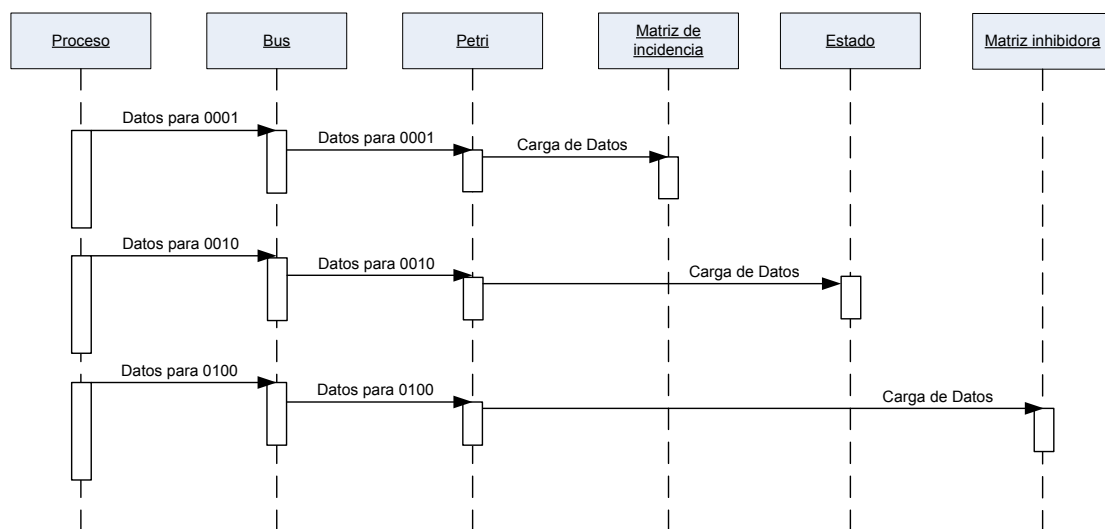 Proceso
Bus
Petri
Matriz de
incidencia
Estado
Matriz inhibidora
Datos para 0001
Datos para 0001
Carga de Datos
Datos para 0010
Datos para 0010
Carga de Datos
Datos para 0100
Datos para 0100
Carga de Datos